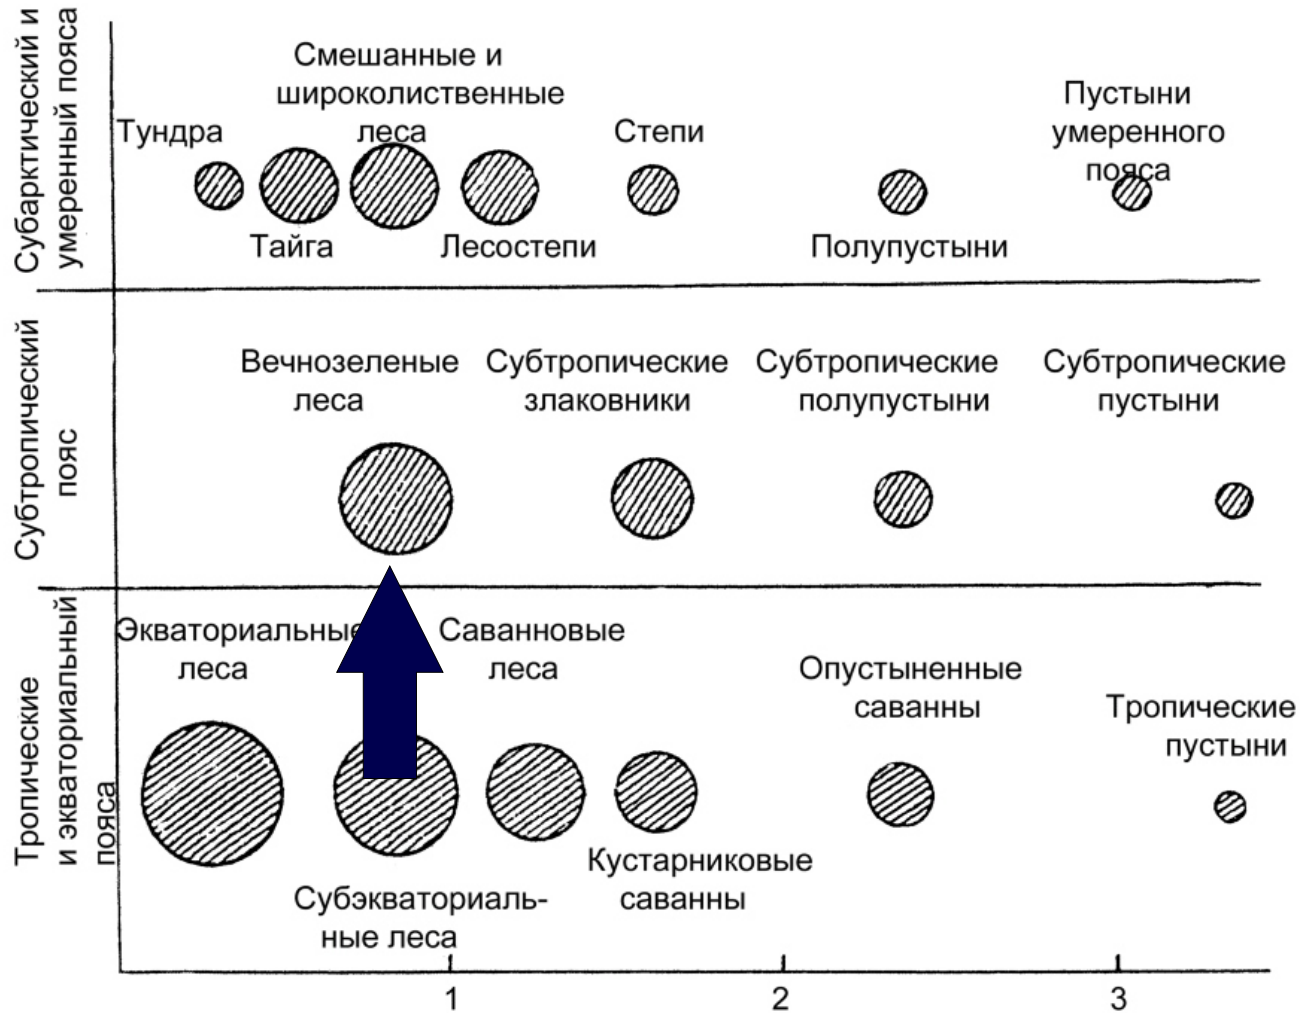 Субарктический и
умеренный пояса
Смешанные и
широколиственные
леса
Тундра
Степи
Пустыни
умеренного
пояса
Тайга
Лесостепи
Полупустыни
Субтропический
пояс
Вечнозеленые
леса
Субтропические
злаковники
Субтропические
полупустыни
Субтропические
пустыни
Тропические
и экваториальный
пояса
Экваториальные
леса
Саванновые
леса
Опустыненные
саванны
Тропические
пустыни
Кустарниковые
саванны
Субэкваториаль-
ные леса
1
2
3